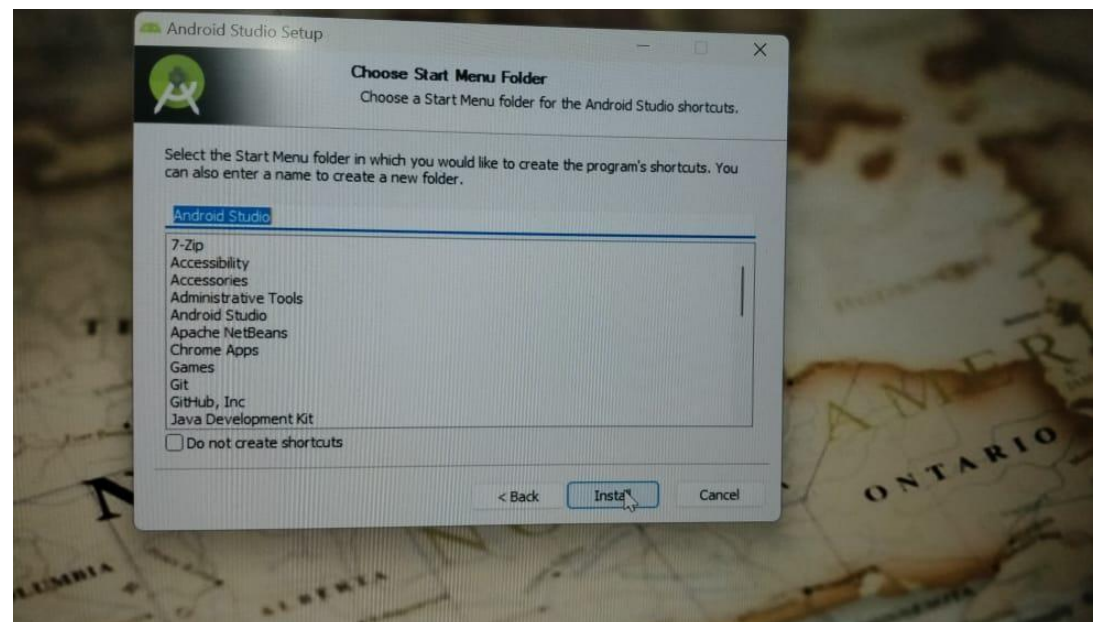 Android Studio Setup
Choose Start Menu Folder
Choose a Start Menu folder for the Android Studio shortcuts.
Select the Start Menu folder in which you would like to create the program's shortcuts. You
can also enter a name to create a new folder.
Android Studio
7-Zip
Accessibility
Accessories
Administrative Tools
Android Studio
Apache NetBeans
Chrome Apps
Games
Git
GitHub, Inc
Java Development Kit
Do not create shortcuts
< Back
Install
Cancel
ONTARIO
ALBERTA